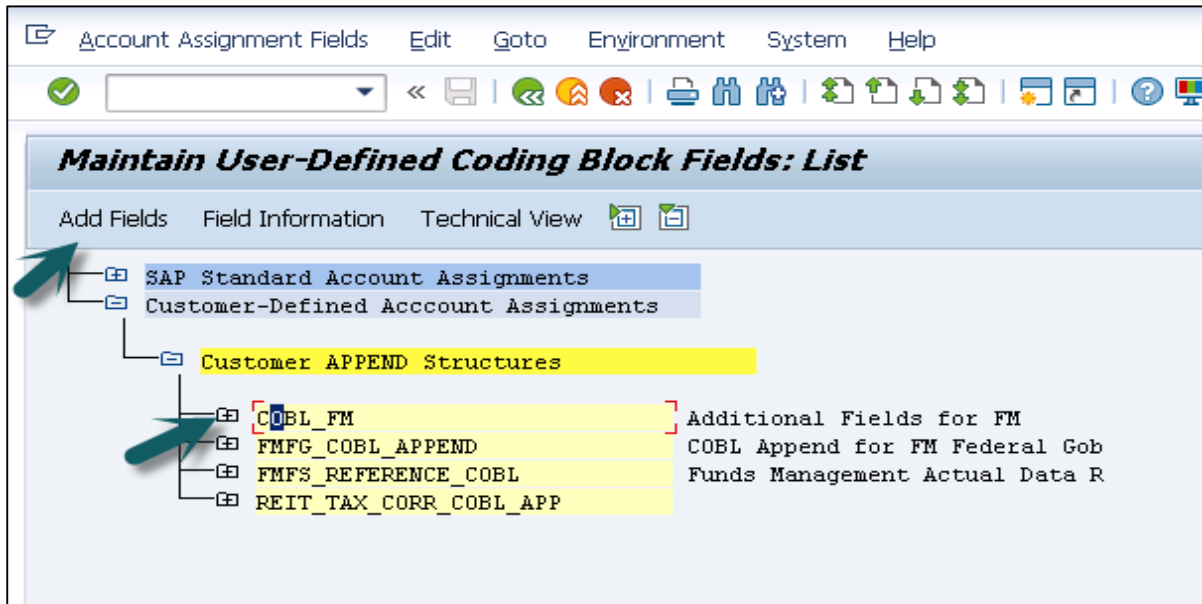 Account Assignment Fields Edit Goto Environment System Help
Maintain User-Defined Coding Block Fields: List
Add Fields Field Information Technical View
SAP Standard Account Assignments
Customer-Defined Acccount Assignments
Customer APPEND Structures
COBL_FM Additional Fields for FM
FMFG_COBL_APPEND COBL Append for FM Federal Gob
FMFS_REFERENCE_COBL Funds Management Actual Data R
REIT_TAX_CORR_COBL_APP